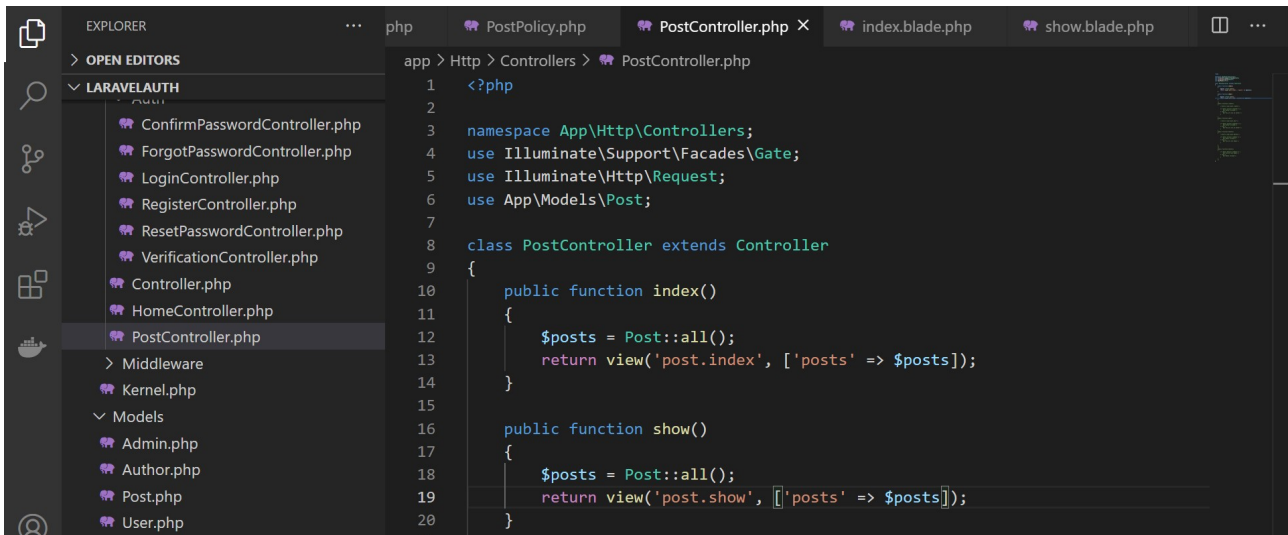 EXPLORER
···
OPEN EDITORS
LARAVELAUTH
Auth
ConfirmPasswordController.php
ForgotPasswordController.php
LoginController.php
RegisterController.php
ResetPasswordController.php
VerificationController.php
Controller.php
HomeController.php
PostController.php
Middleware
Kernel.php
Models
Admin.php
Author.php
Post.php
User.php
php PostPolicy.php PostController.php index.blade.php show.blade.php ···
app > Http > Controllers > PostController.php
1 <?php
2
3 namespace App\Http\Controllers;
4 use Illuminate\Support\Facades\Gate;
5 use Illuminate\Http\Request;
6 use App\Models\Post;
7
8 class PostController extends Controller
9 {
10 public function index()
11 {
12 $posts = Post::all();
13 return view('post.index', ['posts' => $posts]);
14 }
15
16 public function show()
17 {
18 $posts = Post::all();
19 return view('post.show', ['posts' => $posts]);
20 }